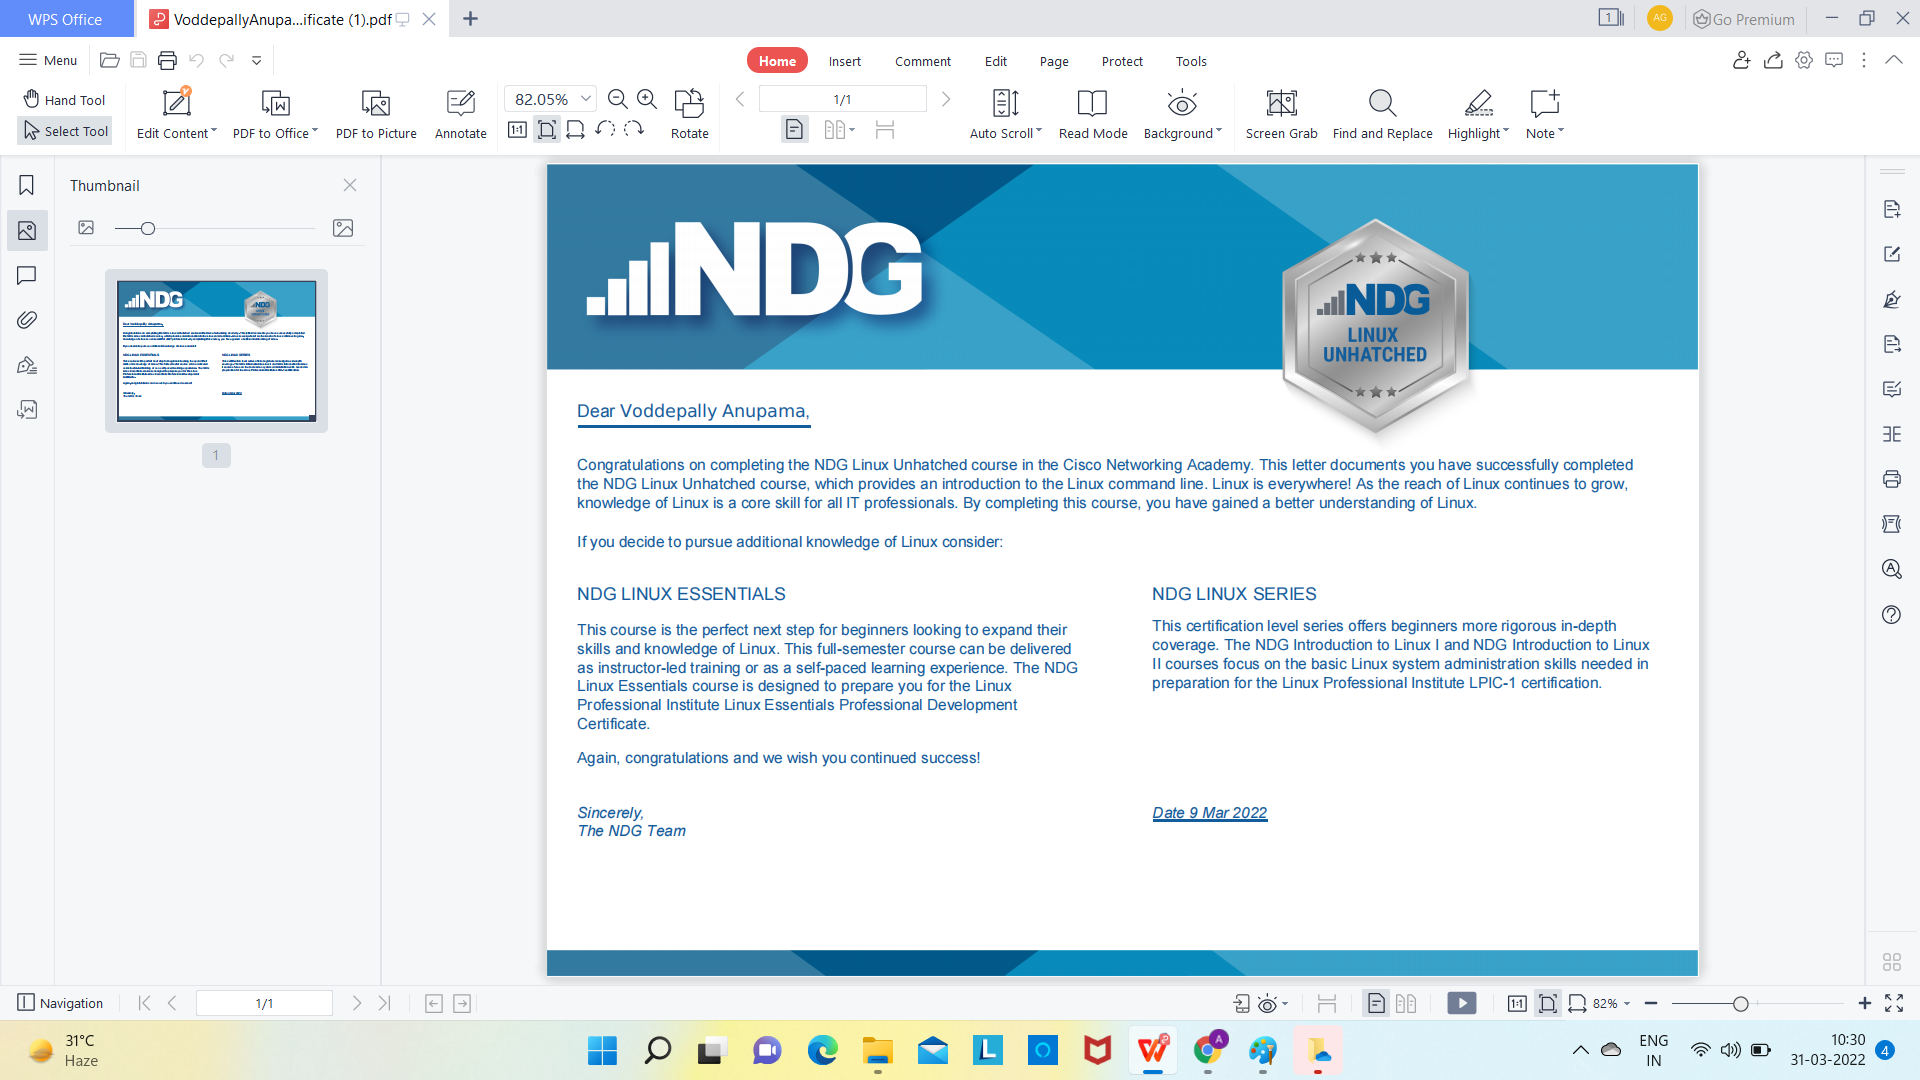 WPS Office
VoddepallyAnupa...ificate (1).pdf
1
AG
Go Premium
Menu
Home
Insert
Comment
Edit
Page
Protect
Tools
Hand Tool
Select Tool
Edit Content
PDF to Office
PDF to Picture
Annotate
82.05%
1:1
Rotate
1/1
Auto Scroll
Read Mode
Background
Screen Grab
Find and Replace
Highlight
Note
Thumbnail
1
NDG
NDG
LINUX
UNHATCHED
Dear Voddepally Anupama,
Congratulations on completing the NDG Linux Unhatched course in the Cisco Networking Academy. This letter documents you have successfully completed
the NDG Linux Unhatched course, which provides an introduction to the Linux command line. Linux is everywhere! As the reach of Linux continues to grow,
knowledge of Linux is a core skill for all IT professionals. By completing this course, you have gained a better understanding of Linux.
If you decide to pursue additional knowledge of Linux consider:
NDG LINUX ESSENTIALS
This course is the perfect next step for beginners looking to expand their
skills and knowledge of Linux. This full-semester course can be delivered
as instructor-led training or as a self-paced learning experience. The NDG
Linux Essentials course is designed to prepare you for the Linux
Professional Institute Linux Essentials Professional Development
Certificate.
Again, congratulations and we wish you continued success!
Sincerely,
The NDG Team
NDG LINUX SERIES
This certification level series offers beginners more rigorous in-depth
coverage. The NDG Introduction to Linux I and NDG Introduction to Linux
II courses focus on the basic Linux system administration skills needed in
preparation for the Linux Professional Institute LPIC-1 certification.
Date 9 Mar 2022
Navigation
1/1
1:1
82%
31°C
Haze
ENG
IN
10:30
31-03-2022
4